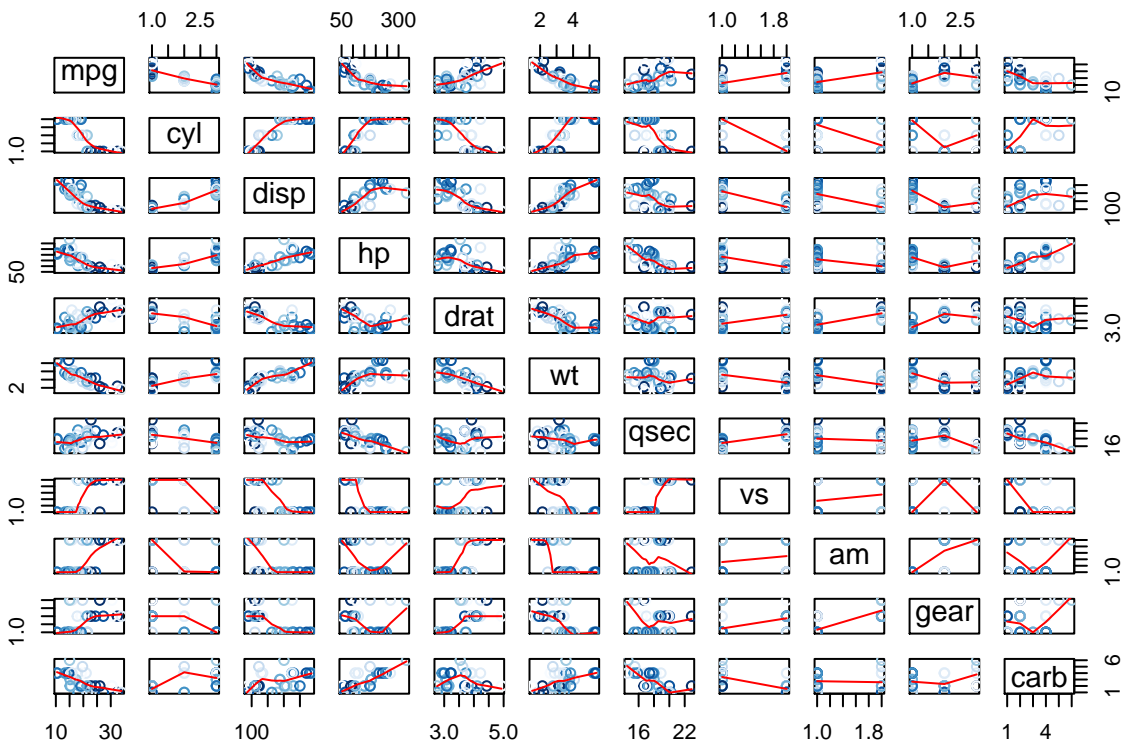 1.0 2.5 50 300 2 4 1.0 1.8 1.0 2.5
mpg 10
1.0 cyl
disp 100
50 hp
drat 3.0
2 wt
qsec 16
1.0 vs
am 1.0
1.0 gear
carb 1 6
10 30 100 3.0 5.0 16 22 1.0 1.8 1 4